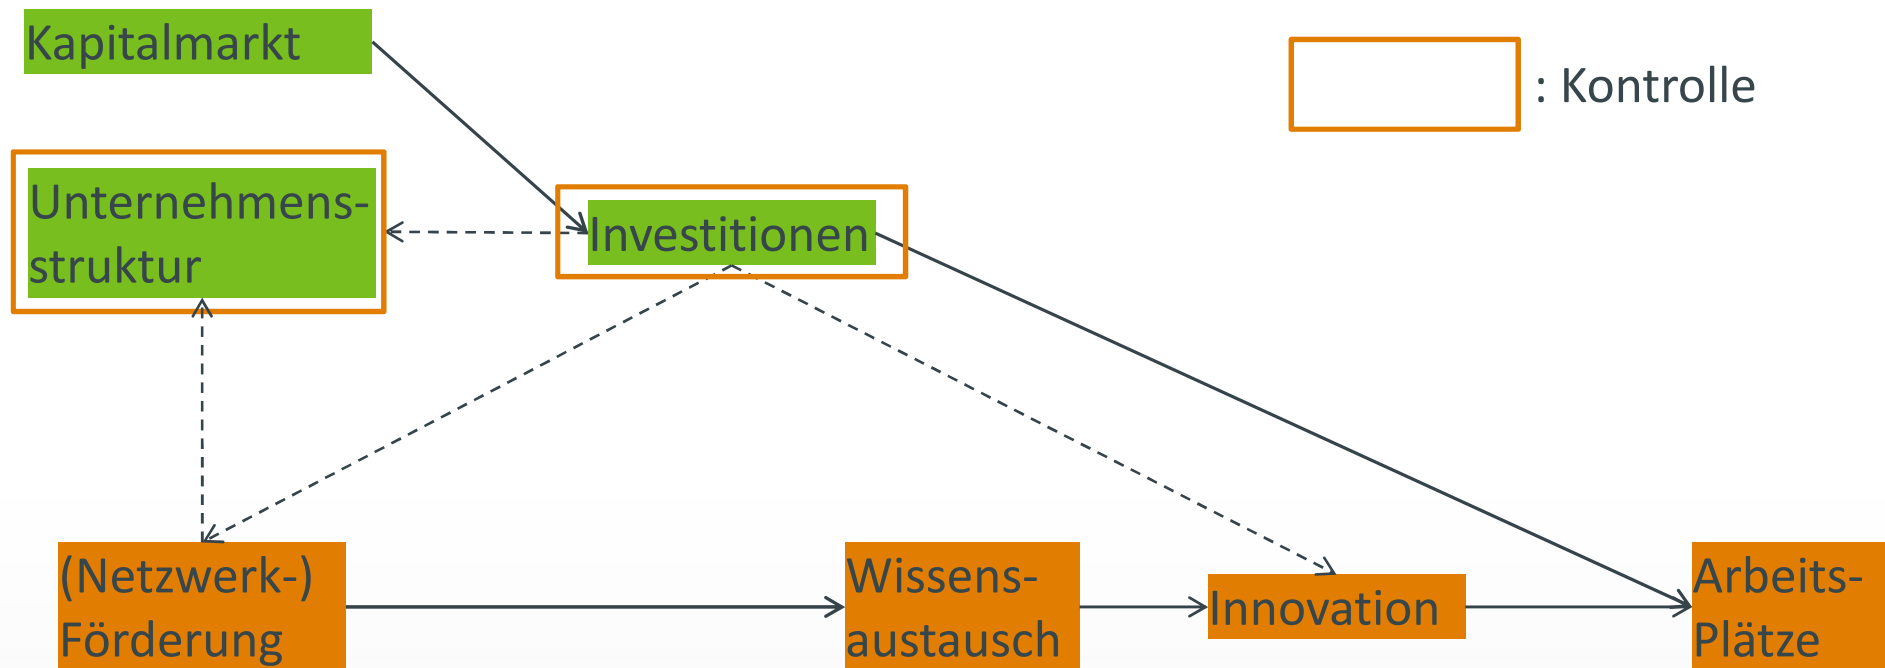 Kapitalmarkt
: Kontrolle
Unternehmens-
struktur
Investitionen
(Netzwerk-)
Förderung
Wissens-
austausch
Innovation
Arbeits-
Plätze